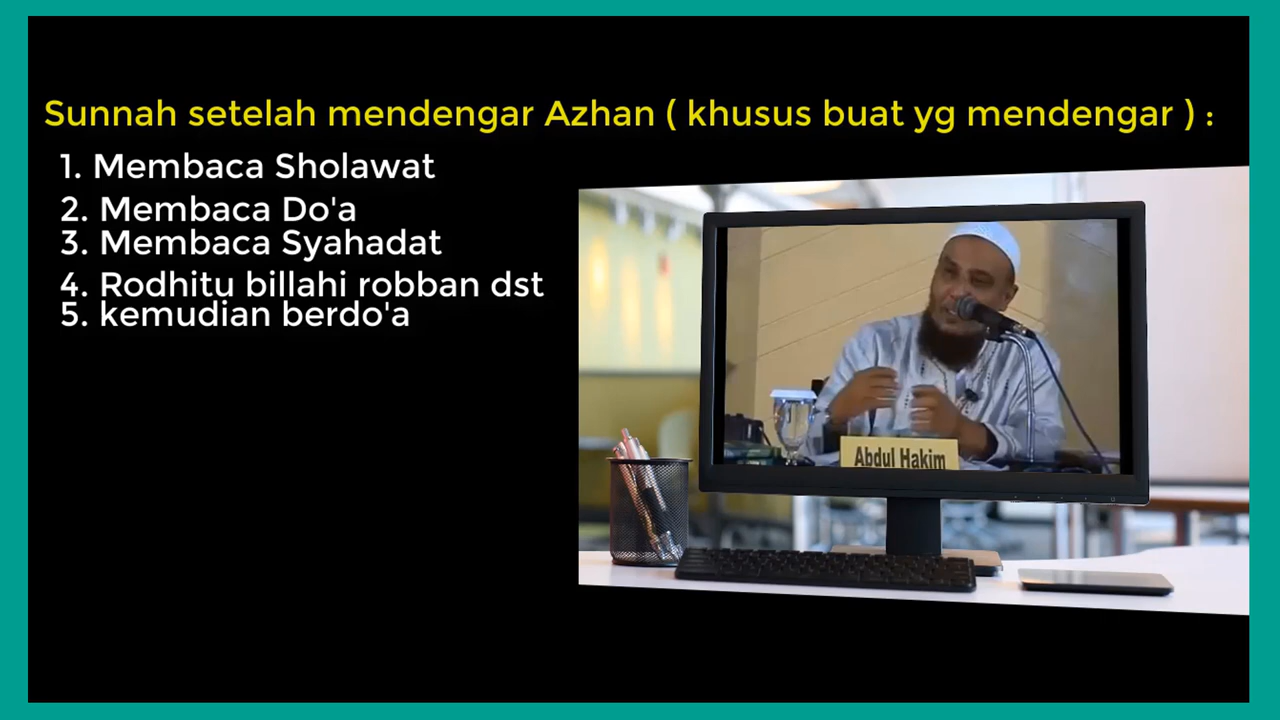 Sunnah setelah mendengar Azhan ( khusus buat yg mendengar ) :
1. Membaca Sholawat
2. Membaca Do'a
3. Membaca Syahadat
4. Rodhitu billahi robban dst
5. kemudian berdo'a
Abdul Hakim